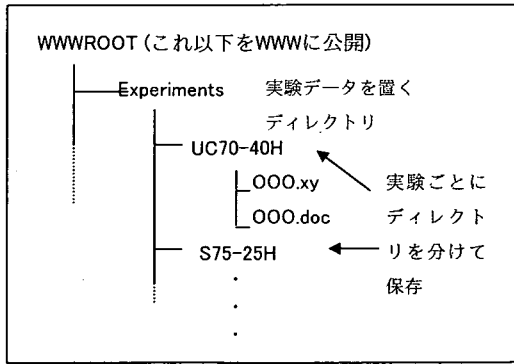 WWWROOT (これ以下をWWWに公開)
Experiments 実験データを置く
ディレクトリ
UC70-40H
OOO.xy 実験ごとに
OOO.doc ディレクト
S75-25H リを分けて
保存